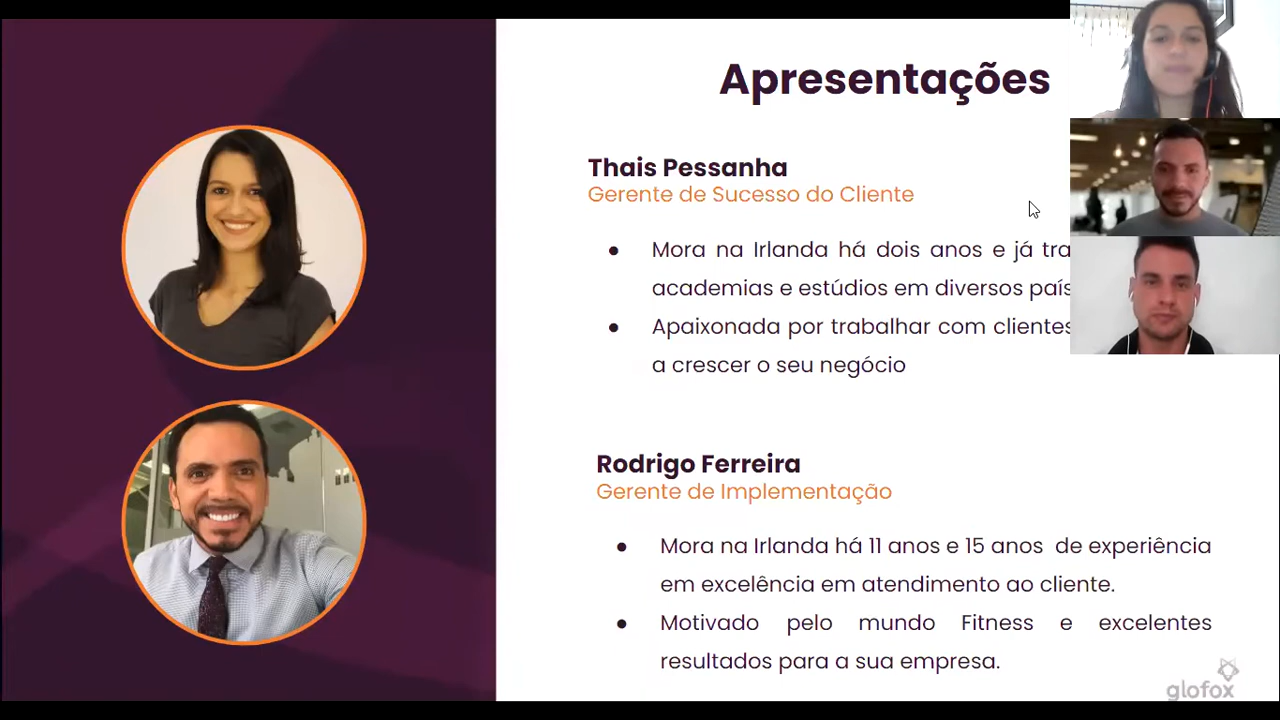 Apresentações
Thais Pessanha
Gerente de Sucesso do Cliente
● Mora na Irlanda há dois anos e já
academias e estúdios em diversos
● Apaixonada por trabalhar com clientes
a crescer o seu negócio
Rodrigo Ferreira
Gerente de Implementação
● Mora na Irlanda há 11 anos e 15 anos de experiência
em excelência em atendimento ao cliente.
● Motivado pelo mundo Fitness e excelentes
resultados para a sua empresa.
glofox